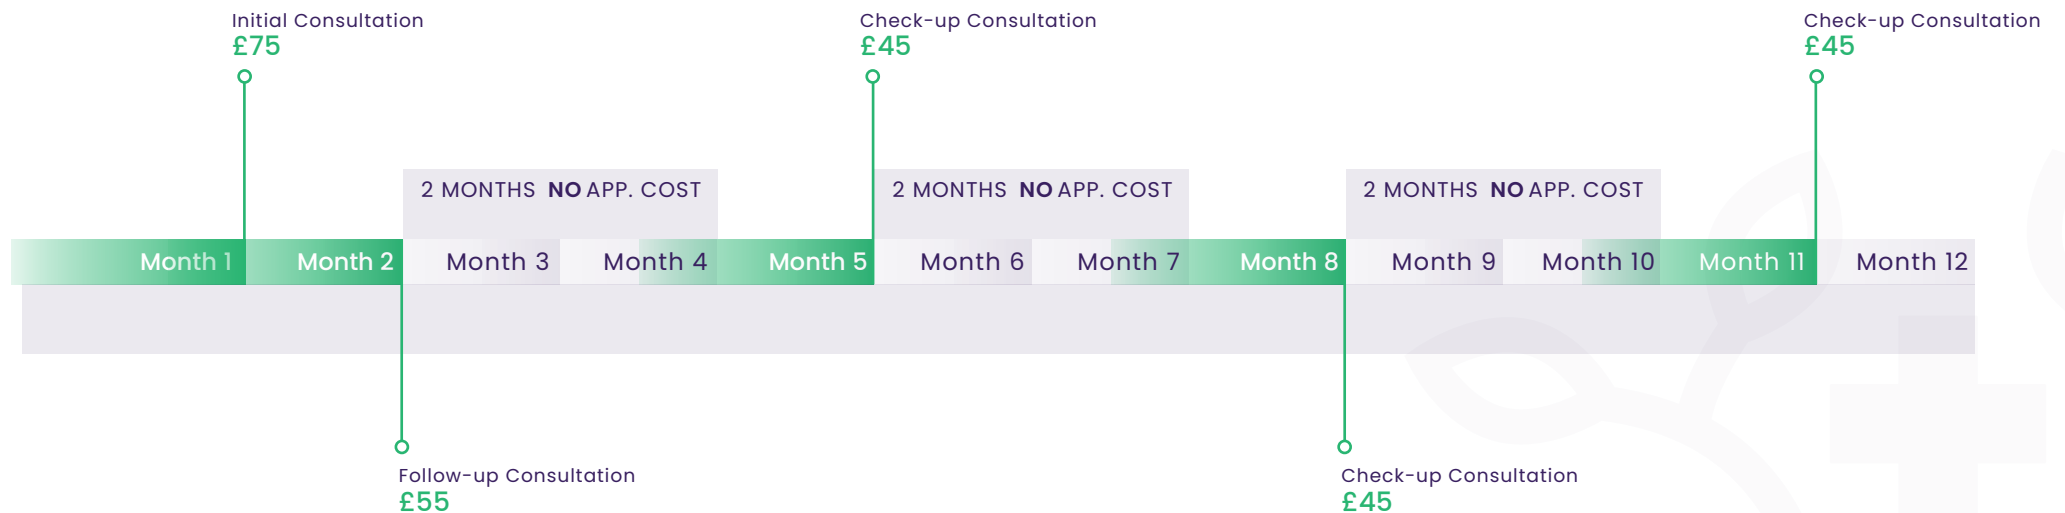 Initial Consultation
£75
Check-up Consultation
£45
Check-up Consultation
£45
2 MONTHS NO APP. COST
2 MONTHS NO APP. COST
2 MONTHS NO APP. COST
Month 1
Month 2
Month 3
Month 4
Month 5
Month 6
Month 7
Month 8
Month 9
Month 10
Month 11
Month 12
Follow-up Consultation
£55
Check-up Consultation
£45